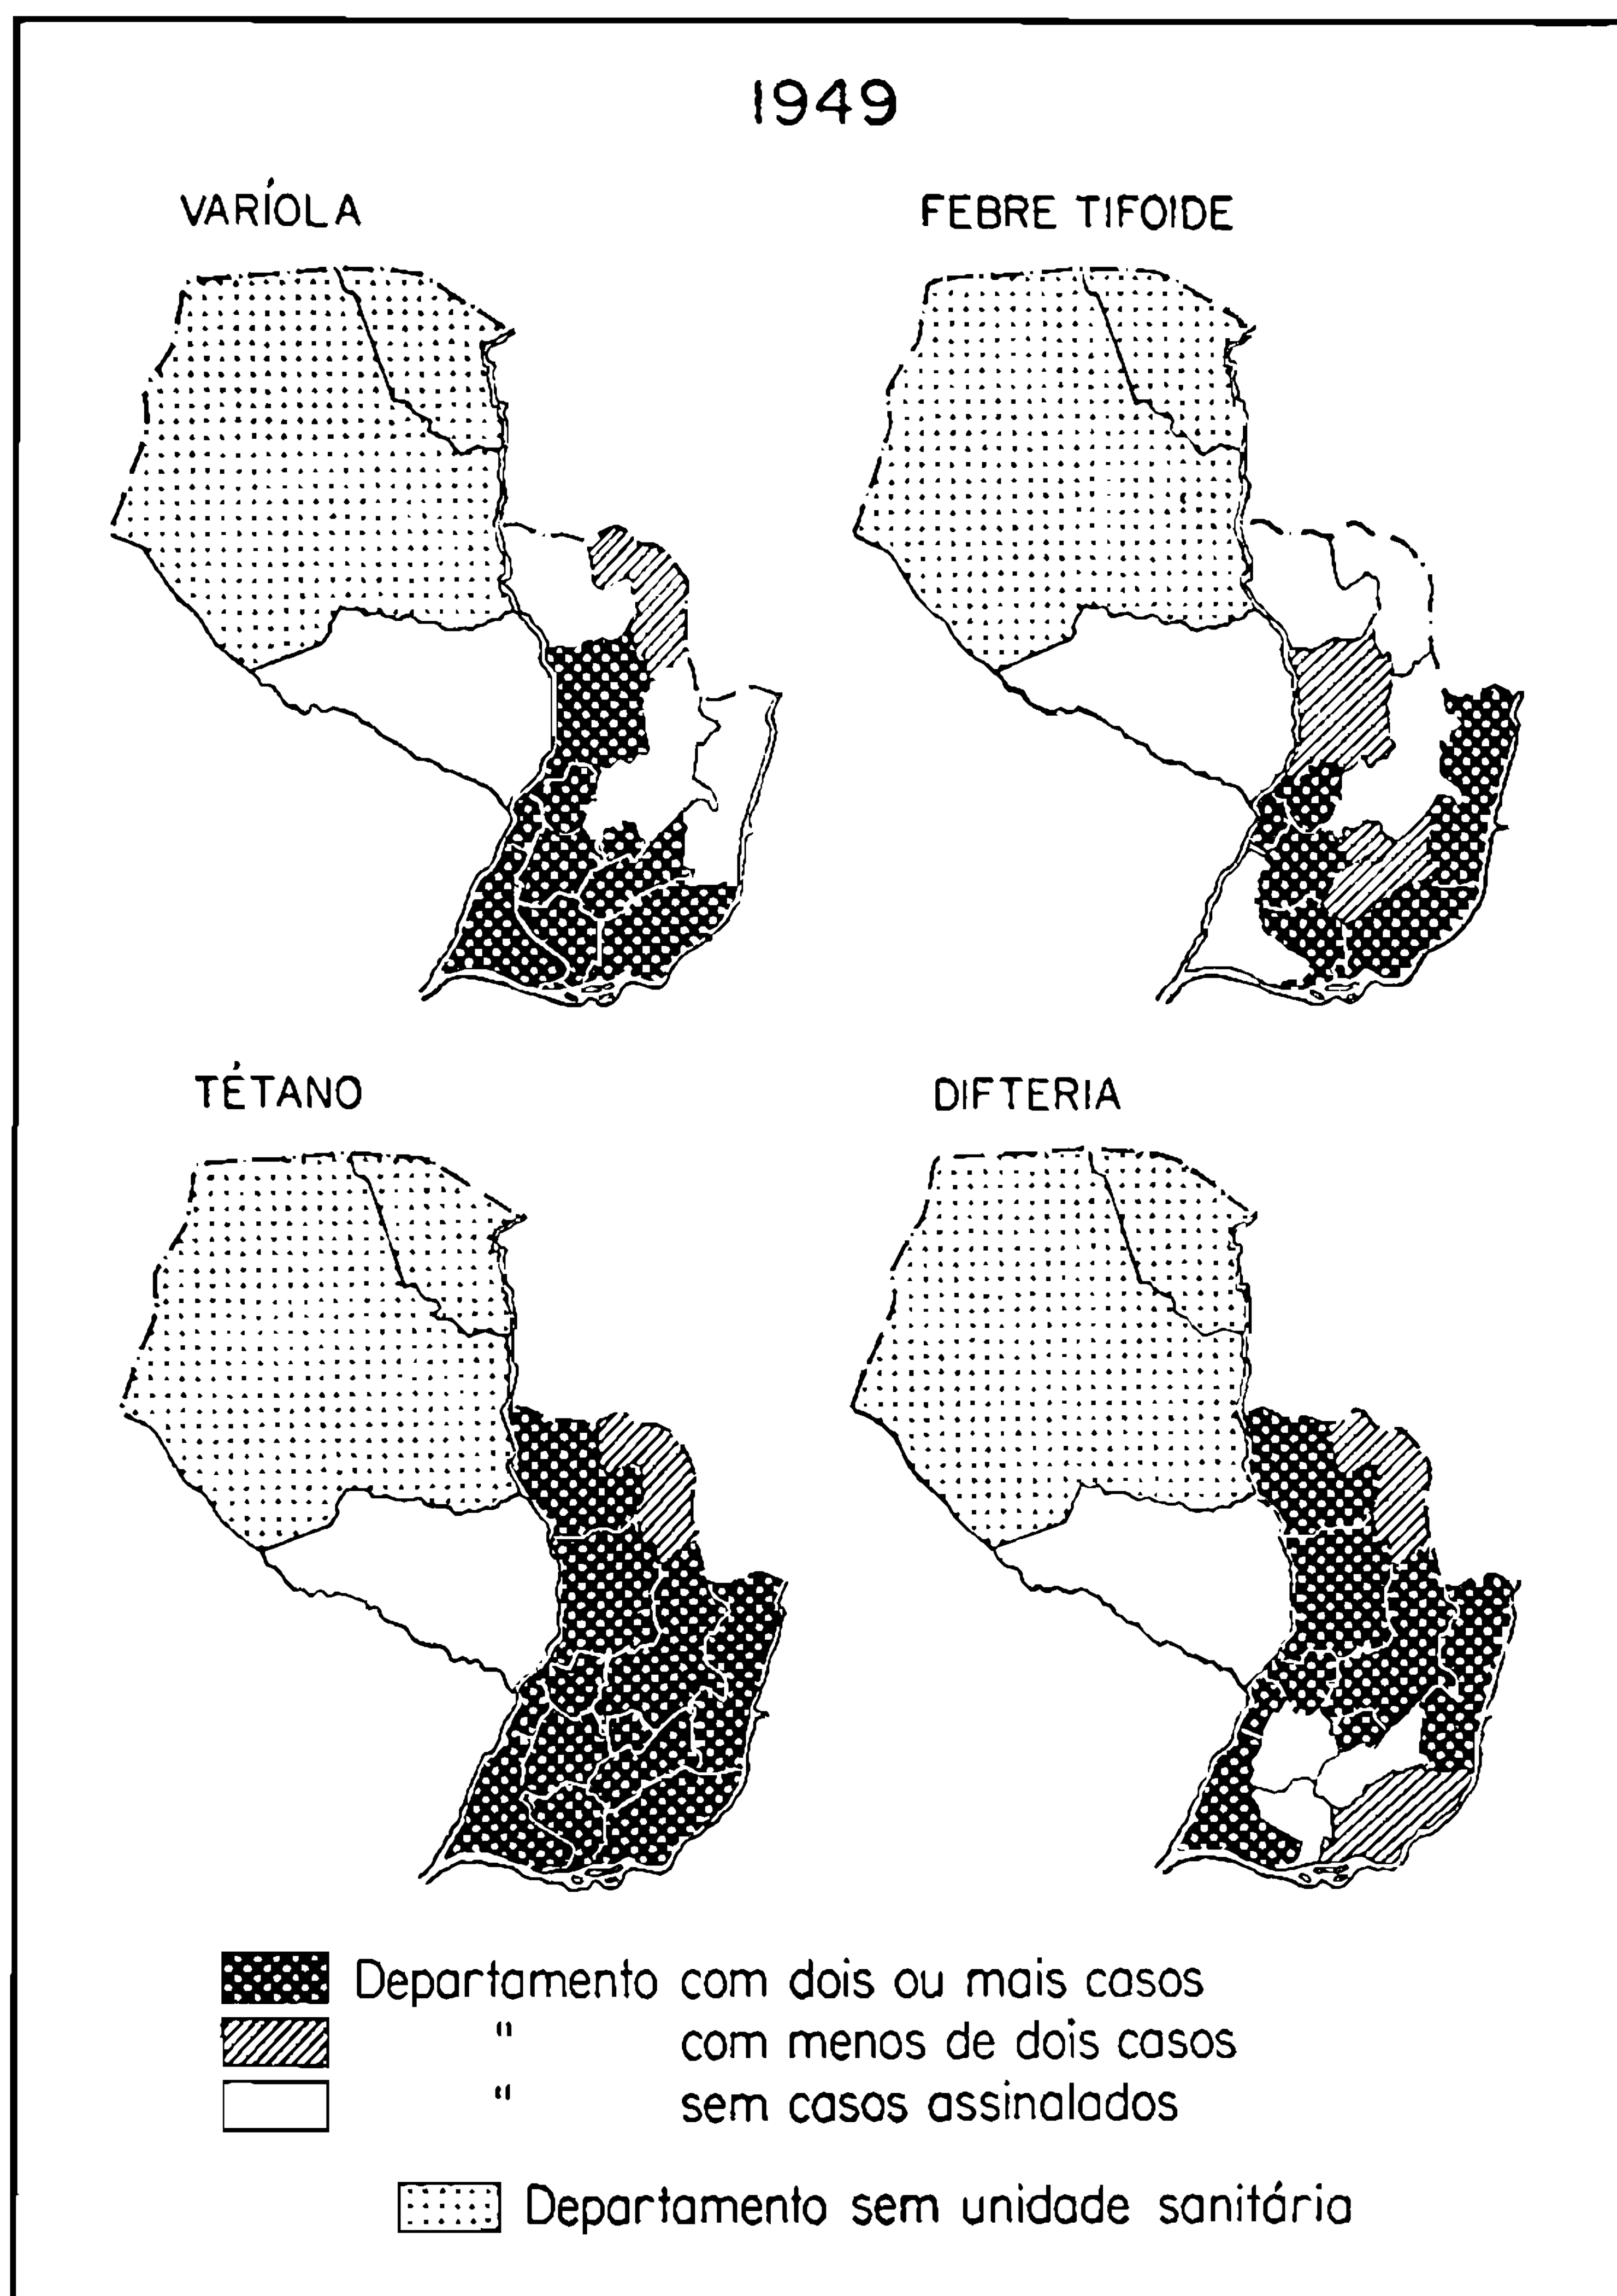 1949
VARÍOLA
FEBRE TIFOIDE
TÉTANO
DIFTERIA
Departamento com dois ou mais casos
" com menos de dois casos
" sem casos assinalados
Departamento sem unidade sanitária